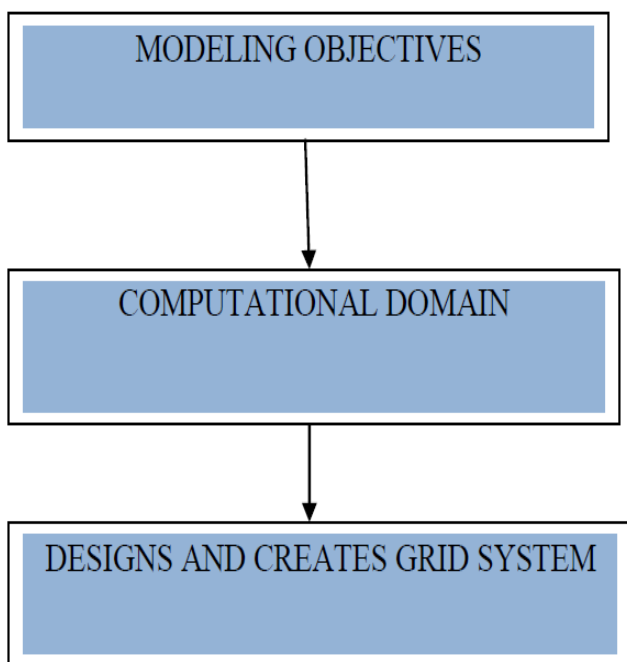 MODELING OBJECTIVES
COMPUTATIONAL DOMAIN
DESIGNS AND CREATES GRID SYSTEM